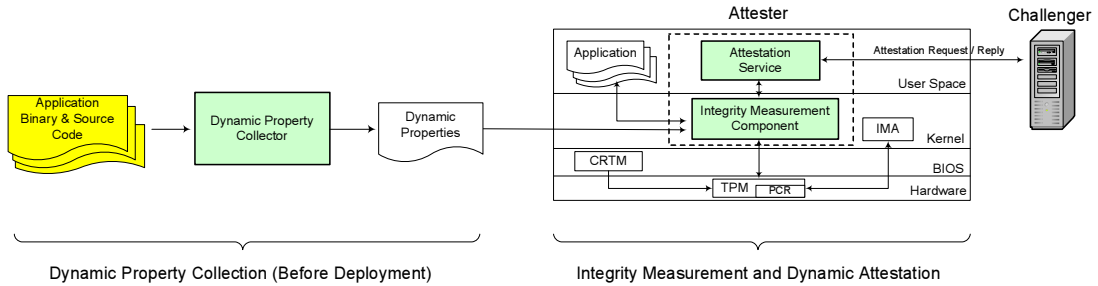 Attester
Challenger
Application
Attestation
Service
Attestation Request / Reply
User Space
Application
Binary & Source
Code
Dynamic Property
Collector
Dynamic
Properties
Integrity Measurement
Component
IMA
Kernel
CRTM
BIOS
TPM
PCR
Hardware
Dynamic Property Collection (Before Deployment)
Integrity Measurement and Dynamic Attestation